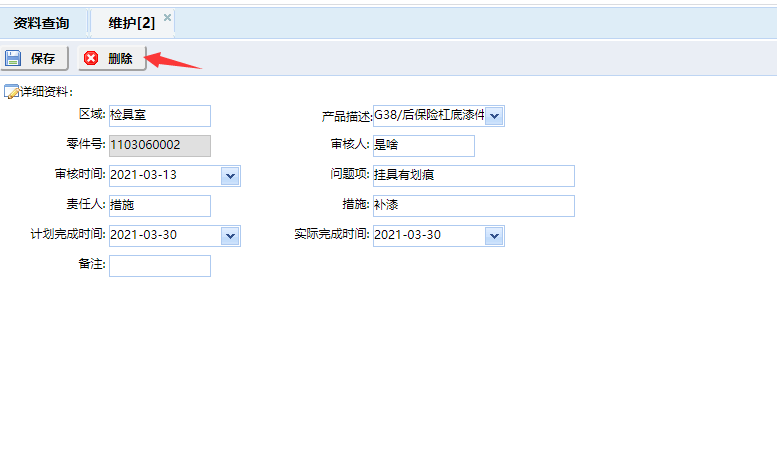 资料查询 维护[2]
保存 删除
详细资料：
区域: 检具室 产品描述: G38/后保险杠底漆件
零件号: 1103060002 审核人: 是啥
审核时间: 2021-03-13 问题项: 挂具有划痕
责任人: 措施 措施: 补漆
计划完成时间: 2021-03-30 实际完成时间: 2021-03-30
备注: